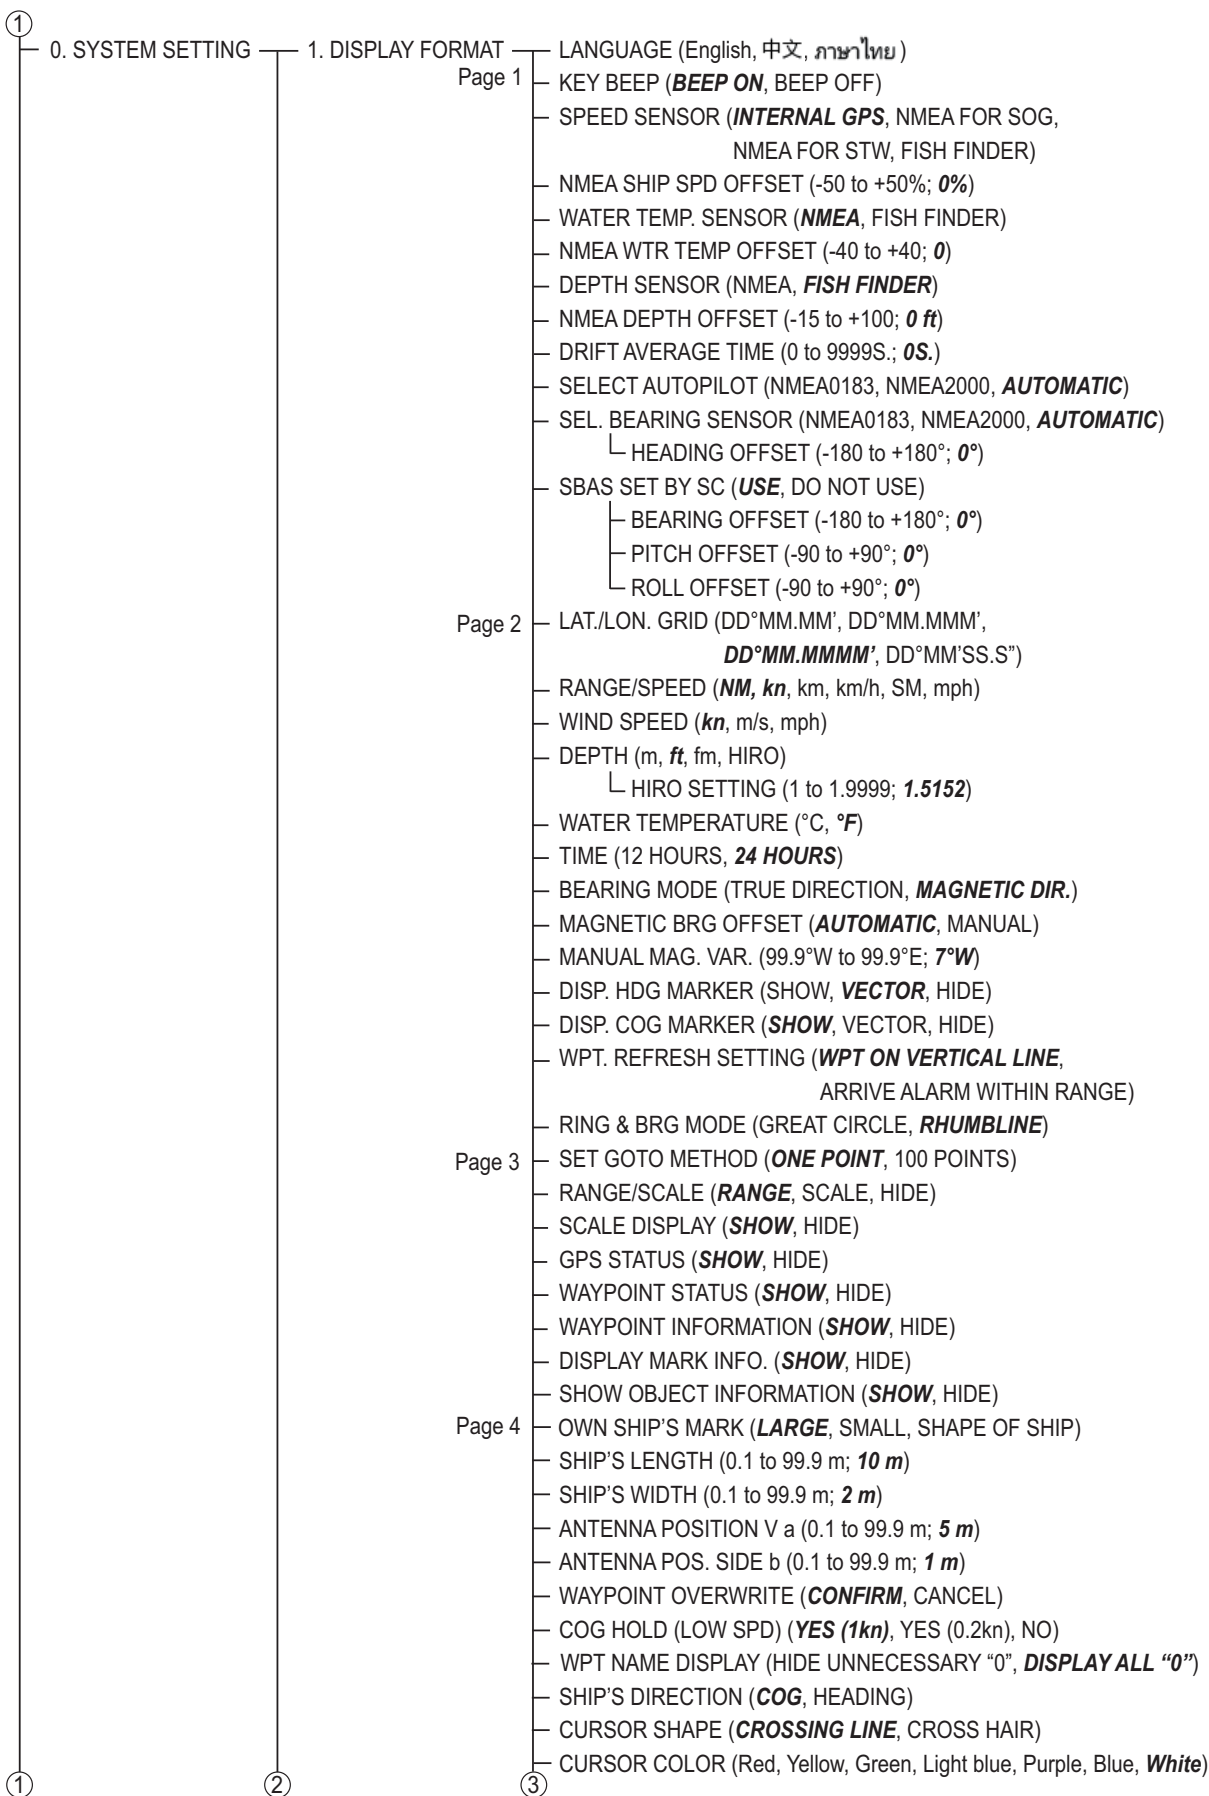 ①
0. SYSTEM SETTING 1. DISPLAY FORMAT LANGUAGE (English, 中文, ภาษาไทย)
Page 1 KEY BEEP (BEEP ON, BEEP OFF)
SPEED SENSOR (INTERNAL GPS, NMEA FOR SOG,
NMEA FOR STW, FISH FINDER)
NMEA SHIP SPD OFFSET (-50 to +50%; 0%)
WATER TEMP. SENSOR (NMEA, FISH FINDER)
NMEA WTR TEMP OFFSET (-40 to +40; 0)
DEPTH SENSOR (NMEA, FISH FINDER)
NMEA DEPTH OFFSET (-15 to +100; 0 ft)
DRIFT AVERAGE TIME (0 to 9999S.; 0S.)
SELECT AUTOPILOT (NMEA0183, NMEA2000, AUTOMATIC)
SEL. BEARING SENSOR (NMEA0183, NMEA2000, AUTOMATIC)
HEADING OFFSET (-180 to +180°; 0°)
SBAS SET BY SC (USE, DO NOT USE)
BEARING OFFSET (-180 to +180°; 0°)
PITCH OFFSET (-90 to +90°; 0°)
ROLL OFFSET (-90 to +90°; 0°)
Page 2 LAT./LON. GRID (DD°MM.MM’, DD°MM.MMM’,
DD°MM.MMMM’, DD°MM’SS.S”)
RANGE/SPEED (NM, kn, km, km/h, SM, mph)
WIND SPEED (kn, m/s, mph)
DEPTH (m, ft, fm, HIRO)
HIRO SETTING (1 to 1.9999; 1.5152)
WATER TEMPERATURE (°C, °F)
TIME (12 HOURS, 24 HOURS)
BEARING MODE (TRUE DIRECTION, MAGNETIC DIR.)
MAGNETIC BRG OFFSET (AUTOMATIC, MANUAL)
MANUAL MAG. VAR. (99.9°W to 99.9°E; 7°W)
DISP. HDG MARKER (SHOW, VECTOR, HIDE)
DISP. COG MARKER (SHOW, VECTOR, HIDE)
WPT. REFRESH SETTING (WPT ON VERTICAL LINE,
ARRIVE ALARM WITHIN RANGE)
RING & BRG MODE (GREAT CIRCLE, RHUMBLINE)
Page 3 SET GOTO METHOD (ONE POINT, 100 POINTS)
RANGE/SCALE (RANGE, SCALE, HIDE)
SCALE DISPLAY (SHOW, HIDE)
GPS STATUS (SHOW, HIDE)
WAYPOINT STATUS (SHOW, HIDE)
WAYPOINT INFORMATION (SHOW, HIDE)
DISPLAY MARK INFO. (SHOW, HIDE)
SHOW OBJECT INFORMATION (SHOW, HIDE)
Page 4 OWN SHIP’S MARK (LARGE, SMALL, SHAPE OF SHIP)
SHIP’S LENGTH (0.1 to 99.9 m; 10 m)
SHIP’S WIDTH (0.1 to 99.9 m; 2 m)
ANTENNA POSITION V a (0.1 to 99.9 m; 5 m)
ANTENNA POS. SIDE b (0.1 to 99.9 m; 1 m)
WAYPOINT OVERWRITE (CONFIRM, CANCEL)
COG HOLD (LOW SPD) (YES (1kn), YES (0.2kn), NO)
WPT NAME DISPLAY (HIDE UNNECESSARY “0”, DISPLAY ALL “0”)
SHIP’S DIRECTION (COG, HEADING)
CURSOR SHAPE (CROSSING LINE, CROSS HAIR)
CURSOR COLOR (Red, Yellow, Green, Light blue, Purple, Blue, White)
① ② ③